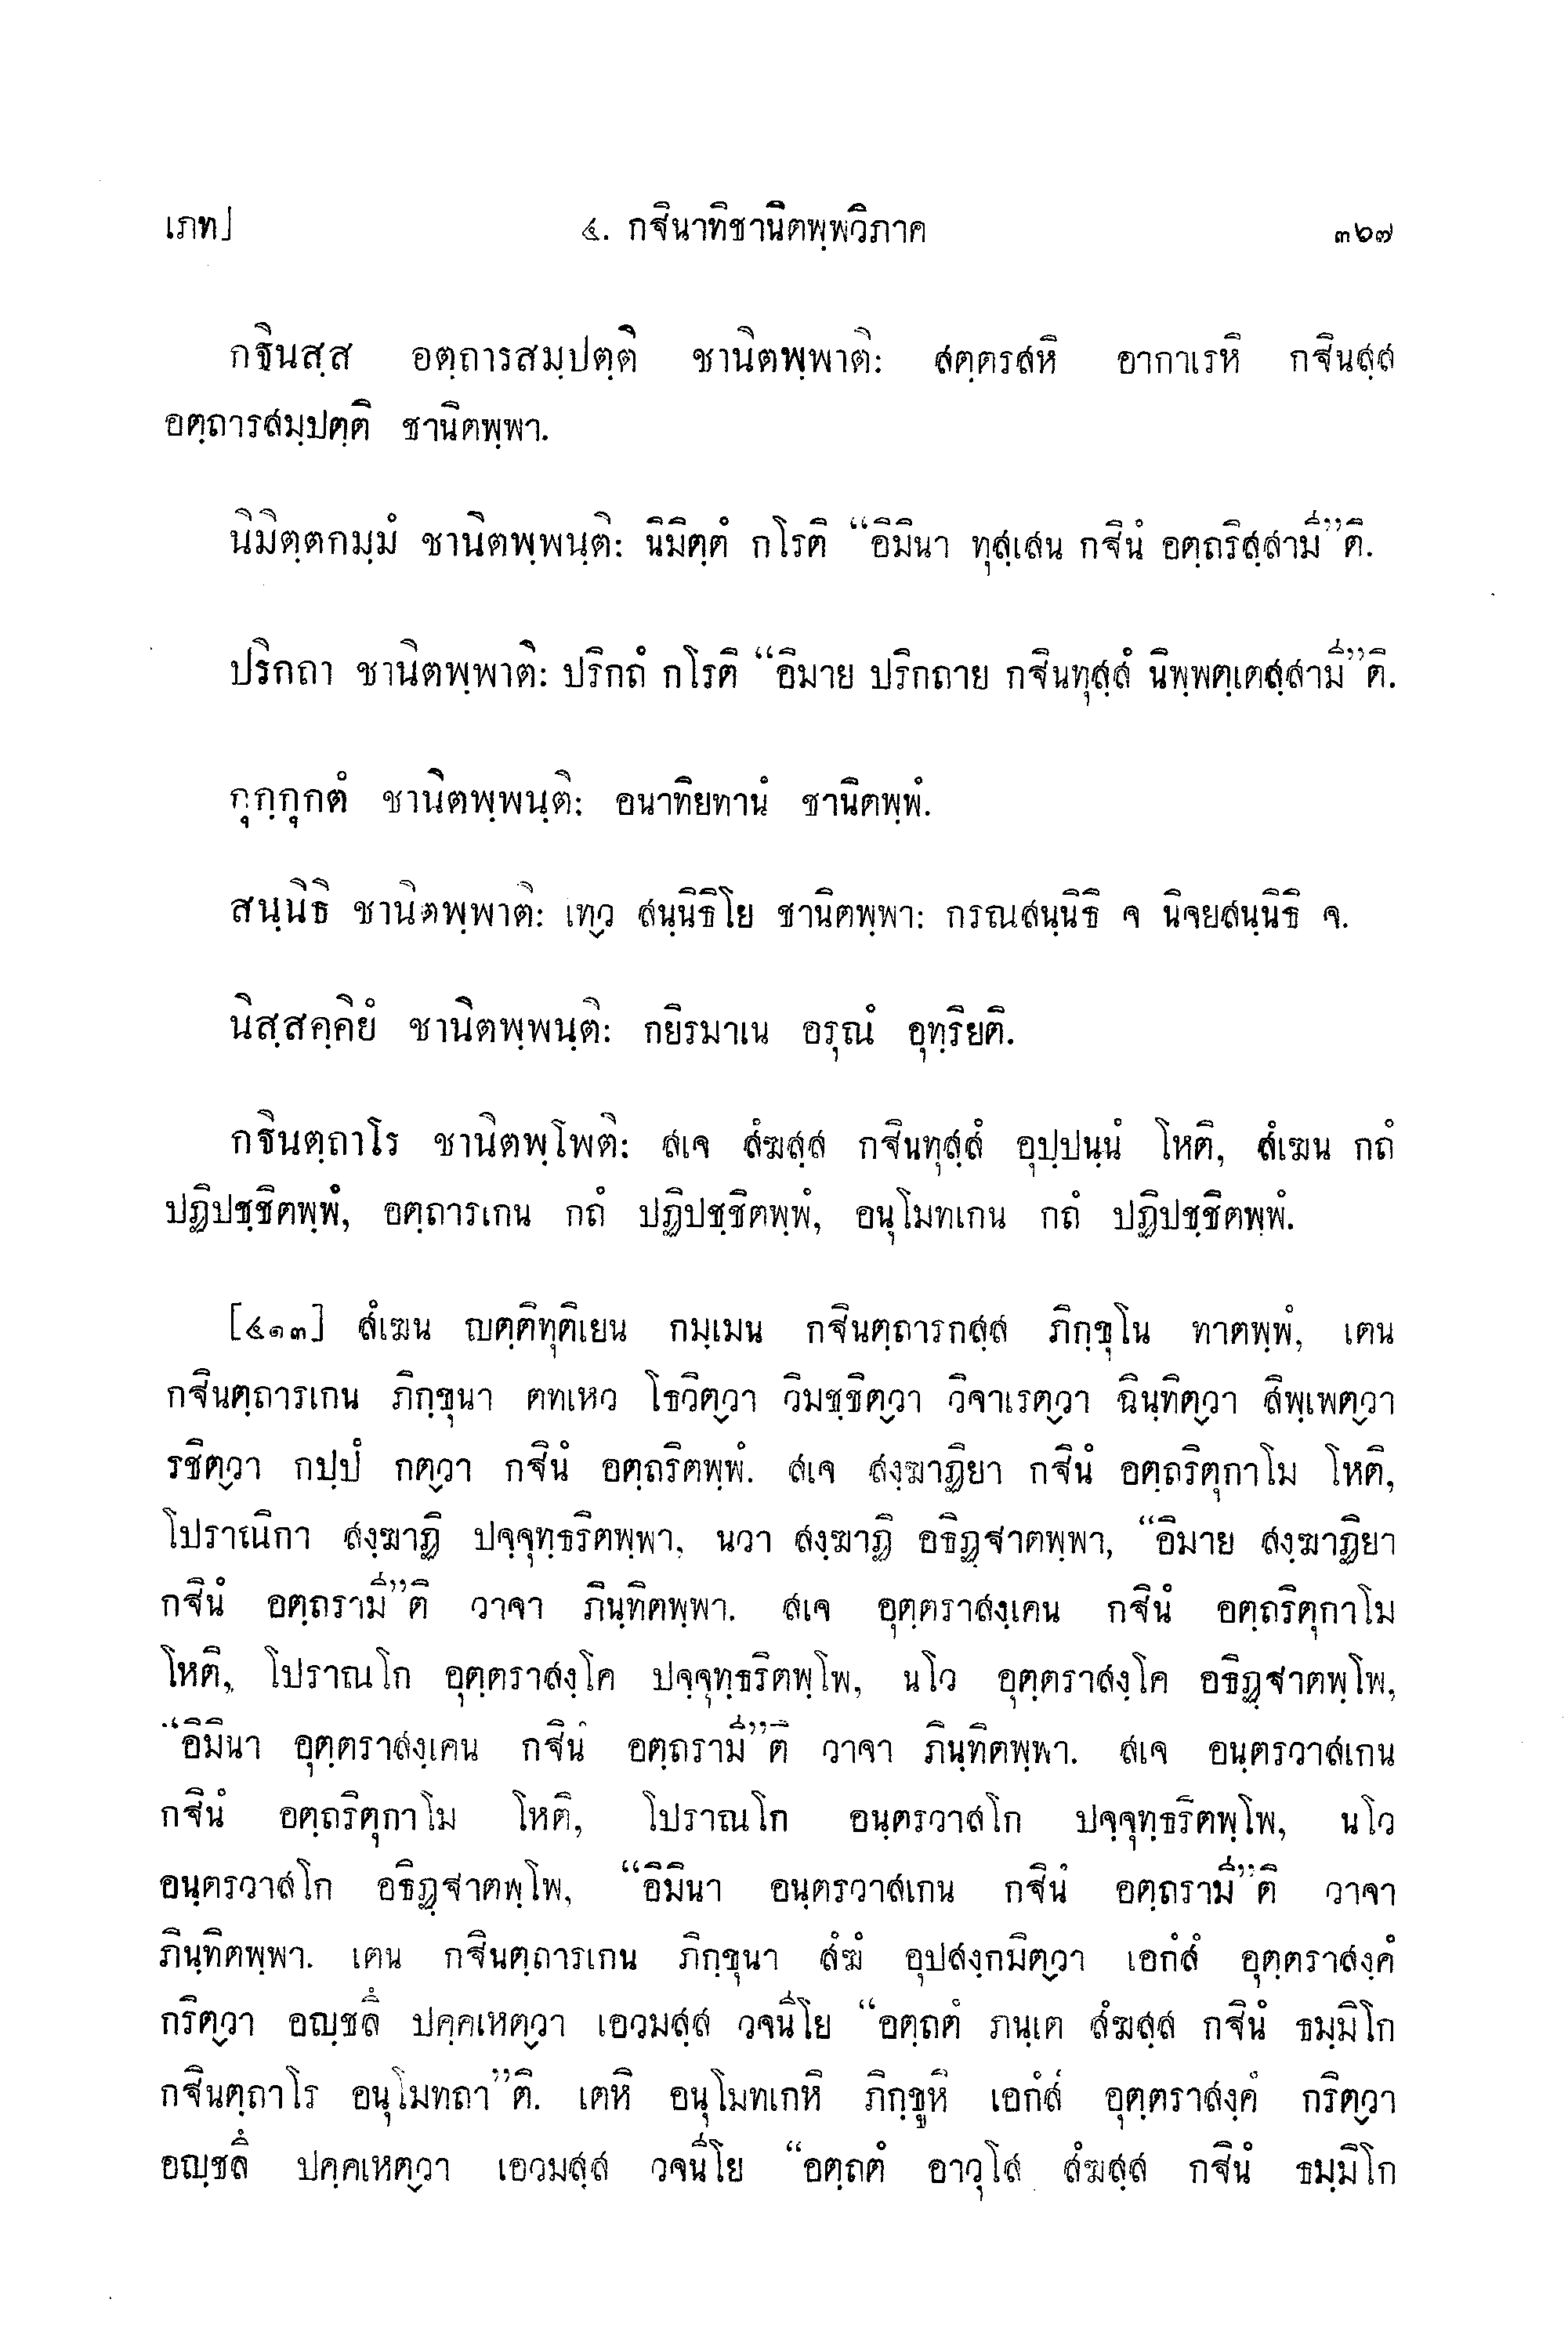 เภท]
๔. กฐินาทิชานิตพฺพวิภาค
๓๖๗
กฐินสฺส อตฺถารสมฺปตฺติ ชานิตพฺพาติ: สตฺตรสหิ อากาเรหิ กฐินสฺส
อตฺถารสมฺปตฺติ ชานิตพฺพา.
นิมิตฺตกมฺมํ ชานิตพฺพนฺติ: นิมิตฺตํ กโรติ “อิมินา ทุสฺเสน กฐินํ อตฺถริสฺสามี”ติ.
ปริกถา ชานิตพฺพาติ: ปริกถํ กโรติ “อิมาย ปริกถาย กฐินทุสฺสํ นิพฺพตฺเตสฺสามี”ติ.
กุกฺกุกตํ ชานิตพฺพนฺติ: อนาทิยทานํ ชานิตพฺพํ.
สนฺนิธิ ชานิตพฺพาติ: เทฺว สนฺนิธิโย ชานิตพฺพา: กรณสนฺนิธิ จ นิจยสนฺนิธิ จ.
นิสฺสคฺคิยํ ชานิตพฺพนฺติ: กยิรมาเน อรุณํ อุทฺริยติ.
กฐินตฺถาโร ชานิตพฺโพติ: สเจ สํฆสฺส กฐินทุสฺสํ อุปฺปนฺนํ โหติ, สํเฆน กถํ
ปฏิปชฺชิตพฺพํ, อตฺถารเกน กถํ ปฏิปชฺชิตพฺพํ, อนุโมทเกน กถํ ปฏิปชฺชิตพฺพํ.
[๔๑๓] สํเฆน ญตฺติทุติเยน กมฺเมน กฐินตฺถารกสฺส ภิกฺขุโน ทาตพฺพํ, เตน
กฐินตฺถารเกน ภิกฺขุนา ตทเหว โธวิตฺวา วิมชฺชิตฺวา วิจาเรตฺวา ฉินฺทิตฺวา สิพฺเพตฺวา
รชิตฺวา กปฺปํ กตฺวา กฐินํ อตฺถริตพฺพํ. สเจ สงฺฆาฏิยา กฐินํ อตฺถริตุกาโม โหติ,
โปราณิกา สงฺฆาฏิ ปจฺจุทฺธริตพฺพา, นวา สงฺฆาฏิ อธิฏฺฐาตพฺพา, “อิมาย สงฺฆาฏิยา
กฐินํ อตฺถรามี”ติ วาจา ภินฺทิตพฺพา. สเจ อุตฺตราสงฺเคน กฐินํ อตฺถริตุกาโม
โหติ, โปราณโก อุตฺตราสงฺโค ปจฺจุทฺธริตพฺโพ, นโว อุตฺตราสงฺโค อธิฏฺฐาตพฺโพ,
“อิมินา อุตฺตราสงฺเคน กฐินํ อตฺถรามี”ติ วาจา ภินฺทิตพฺพา. สเจ อนฺตรวาสเกน
กฐินํ อตฺถริตุกาโม โหติ, โปราณโก อนฺตรวาสโก ปจฺจุทฺธริตพฺโพ, นโว
อนฺตรวาสโก อธิฏฺฐาตพฺโพ, “อิมินา อนฺตรวาสเกน กฐินํ อตฺถรามี”ติ วาจา
ภินฺทิตพฺพา. เตน กฐินตฺถารเกน ภิกฺขุนา สํฆํ อุปสงฺกมิตฺวา เอกํสํ อุตฺตราสงฺคํ
กริตฺวา อญฺชลึ ปคฺคเหตฺวา เอวมสฺส วจนีโย “อตฺถตํ ภนฺเต สํฆสฺส กฐินํ ธมฺมิโก
กฐินตฺถาโร อนุโมทถา”ติ. เตหิ อนุโมทเกหิ ภิกฺขูหิ เอกํสํ อุตฺตราสงฺคํ กริตฺวา
อญฺชลึ ปคฺคเหตฺวา เอวมสฺส วจนีโย “อตฺถตํ อาวุโส สํฆสฺส กฐินํ ธมฺมิโก